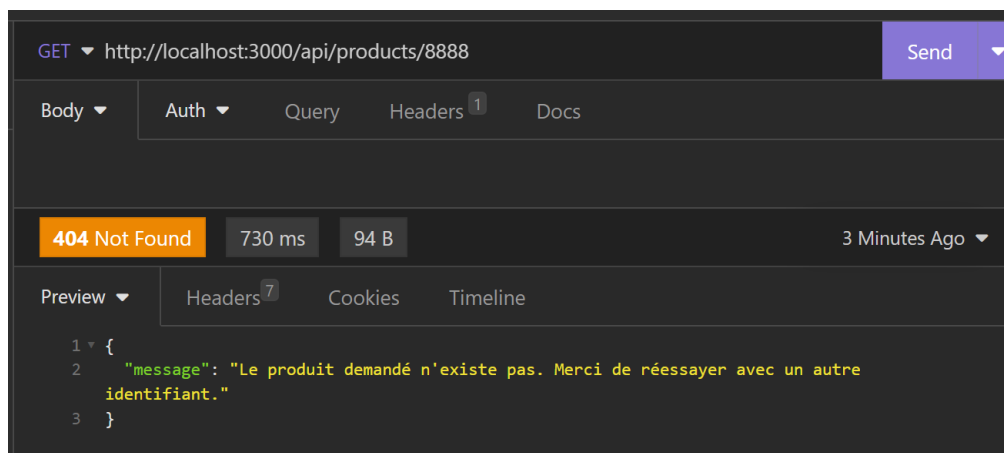 GET http://localhost:3000/api/products/8888 Send
Body Auth Query Headers 1 Docs
404 Not Found 730 ms 94 B 3 Minutes Ago
Preview Headers 7 Cookies Timeline
1 {
2 "message": "Le produit demandé n'existe pas. Merci de réessayer avec un autre
identifiant."
3 }